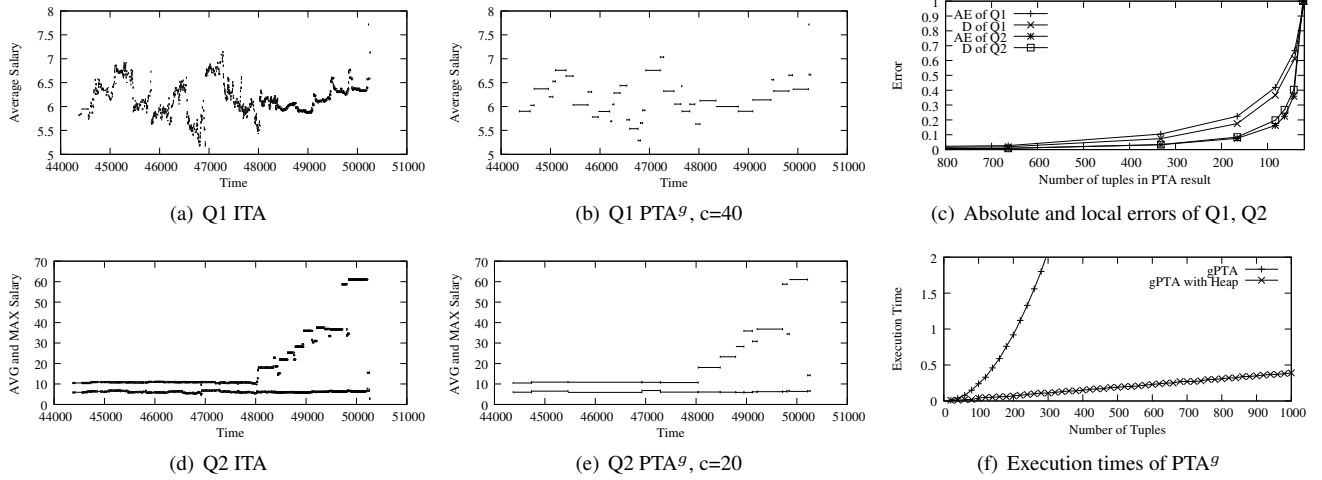 8
7.5
7
6.5
6
5.5
5
Average Salary
44000 45000 46000 47000 48000 49000 50000 51000
Time
(a) Q1 ITA
8
7.5
7
6.5
6
5.5
5
Average Salary
44000 45000 46000 47000 48000 49000 50000 51000
Time
(b) Q1 PTAg, c=40
1
0.9
0.8
0.7
0.6
0.5
0.4
0.3
0.2
0.1
0
Error
AE of Q1
D of Q1
AE of Q2
D of Q2
800 700 600 500 400 300 200 100
Number of tuples in PTA result
(c) Absolute and local errors of Q1, Q2
70
60
50
40
30
20
10
0
AVG and MAX Salary
44000 45000 46000 47000 48000 49000 50000 51000
Time
(d) Q2 ITA
70
60
50
40
30
20
10
0
AVG and MAX Salary
44000 45000 46000 47000 48000 49000 50000 51000
Time
(e) Q2 PTAg, c=20
2
1.5
1
0.5
0
Execution Time
gPTA
gPTA with Heap
0 100 200 300 400 500 600 700 800 900 1000
Number of Tuples
(f) Execution times of PTAg